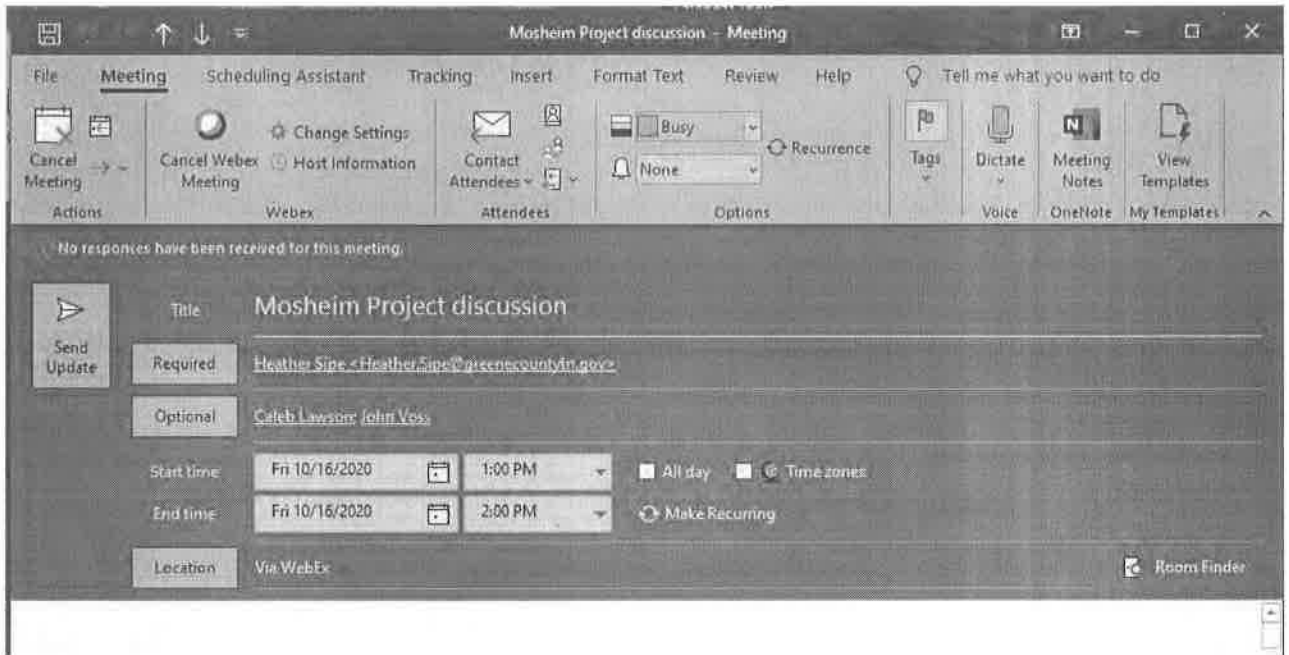 Mosheim Project discussion - Meeting
File Meeting Scheduling Assistant Tracking Insert Format Text Review Help Tell me what you want to do
Cancel Meeting
Cancel Webex Meeting
Change Settings
Host Information
Contact Attendees
Busy
None
Recurrence
Tags
Dictate
Meeting Notes
View Templates
Actions Webex Attendees Options Voice OneNote My Templates
No responses have been received for this meeting.
Send Update
Title Mosheim Project discussion
Required Heather Sipe <Heather.Sipe@greenecountytn.gov>
Optional Caleb Lawson; John Voss
Start time Fri 10/16/2020 1:00 PM All day Time zones
End time Fri 10/16/2020 2:00 PM Make Recurring
Location Via WebEx Room Finder